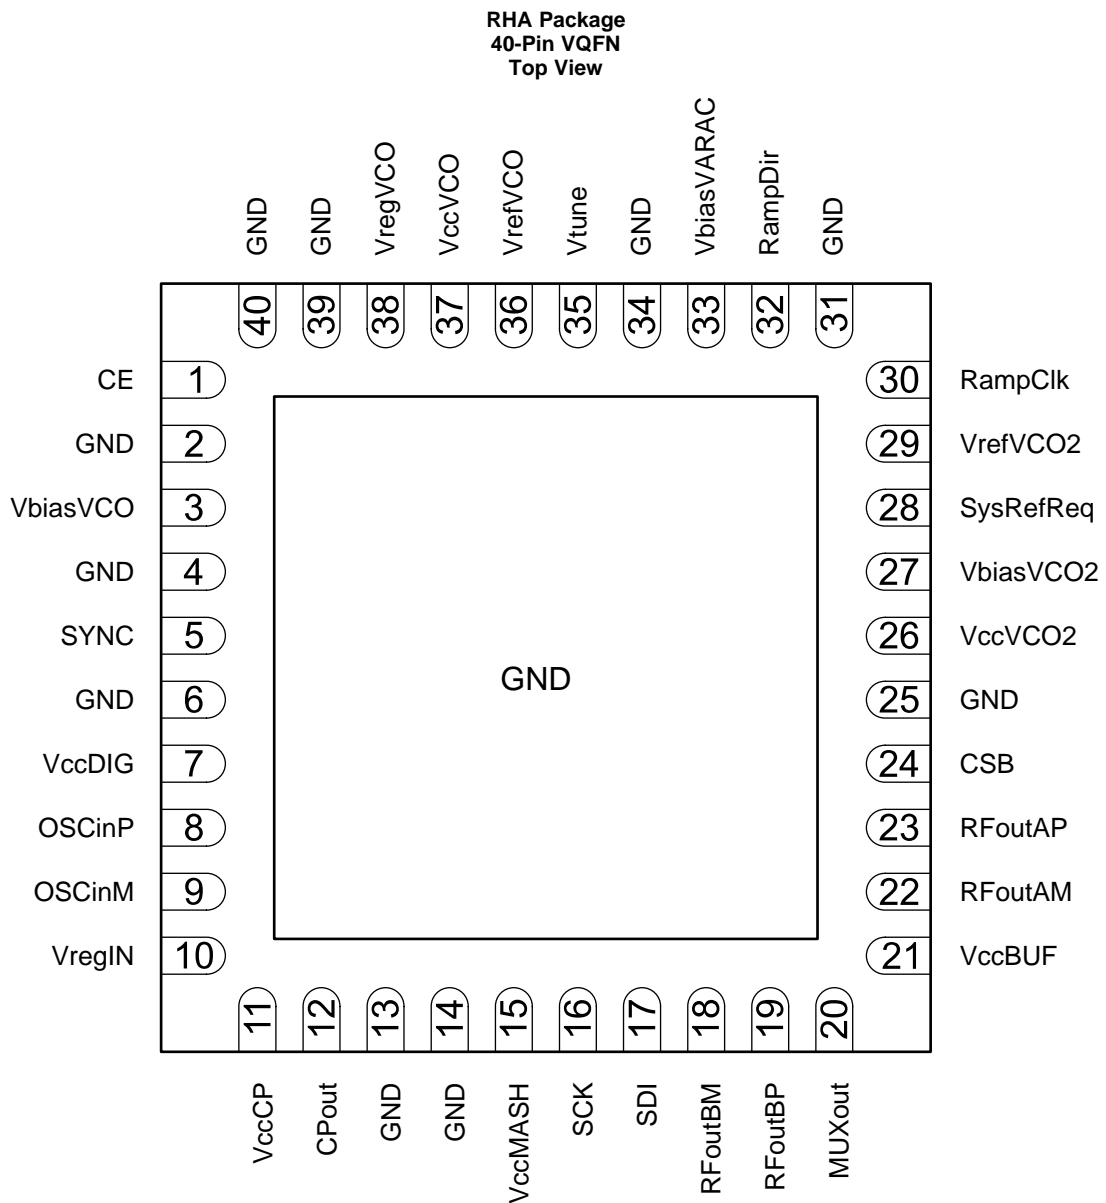 RHA Package
40-Pin VQFN
Top View
GND
GND
VregVCO
VccVCO
VrefVCO
Vtune
GND
VbiasVARAC
RampDir
GND
40
39
38
37
36
35
34
33
32
31
CE
1
GND
2
VbiasVCO
3
GND
4
SYNC
5
GND
6
VccDIG
7
OSCinP
8
OSCinM
9
VregIN
10
GND
30
RampClk
29
VrefVCO2
28
SysRefReq
27
VbiasVCO2
26
VccVCO2
25
GND
24
CSB
23
RFoutAP
22
RFoutAM
21
VccBUF
11
12
13
14
15
16
17
18
19
20
VccCP
CPout
GND
GND
VccMASH
SCK
SDI
RFoutBM
RFoutBP
MUXout